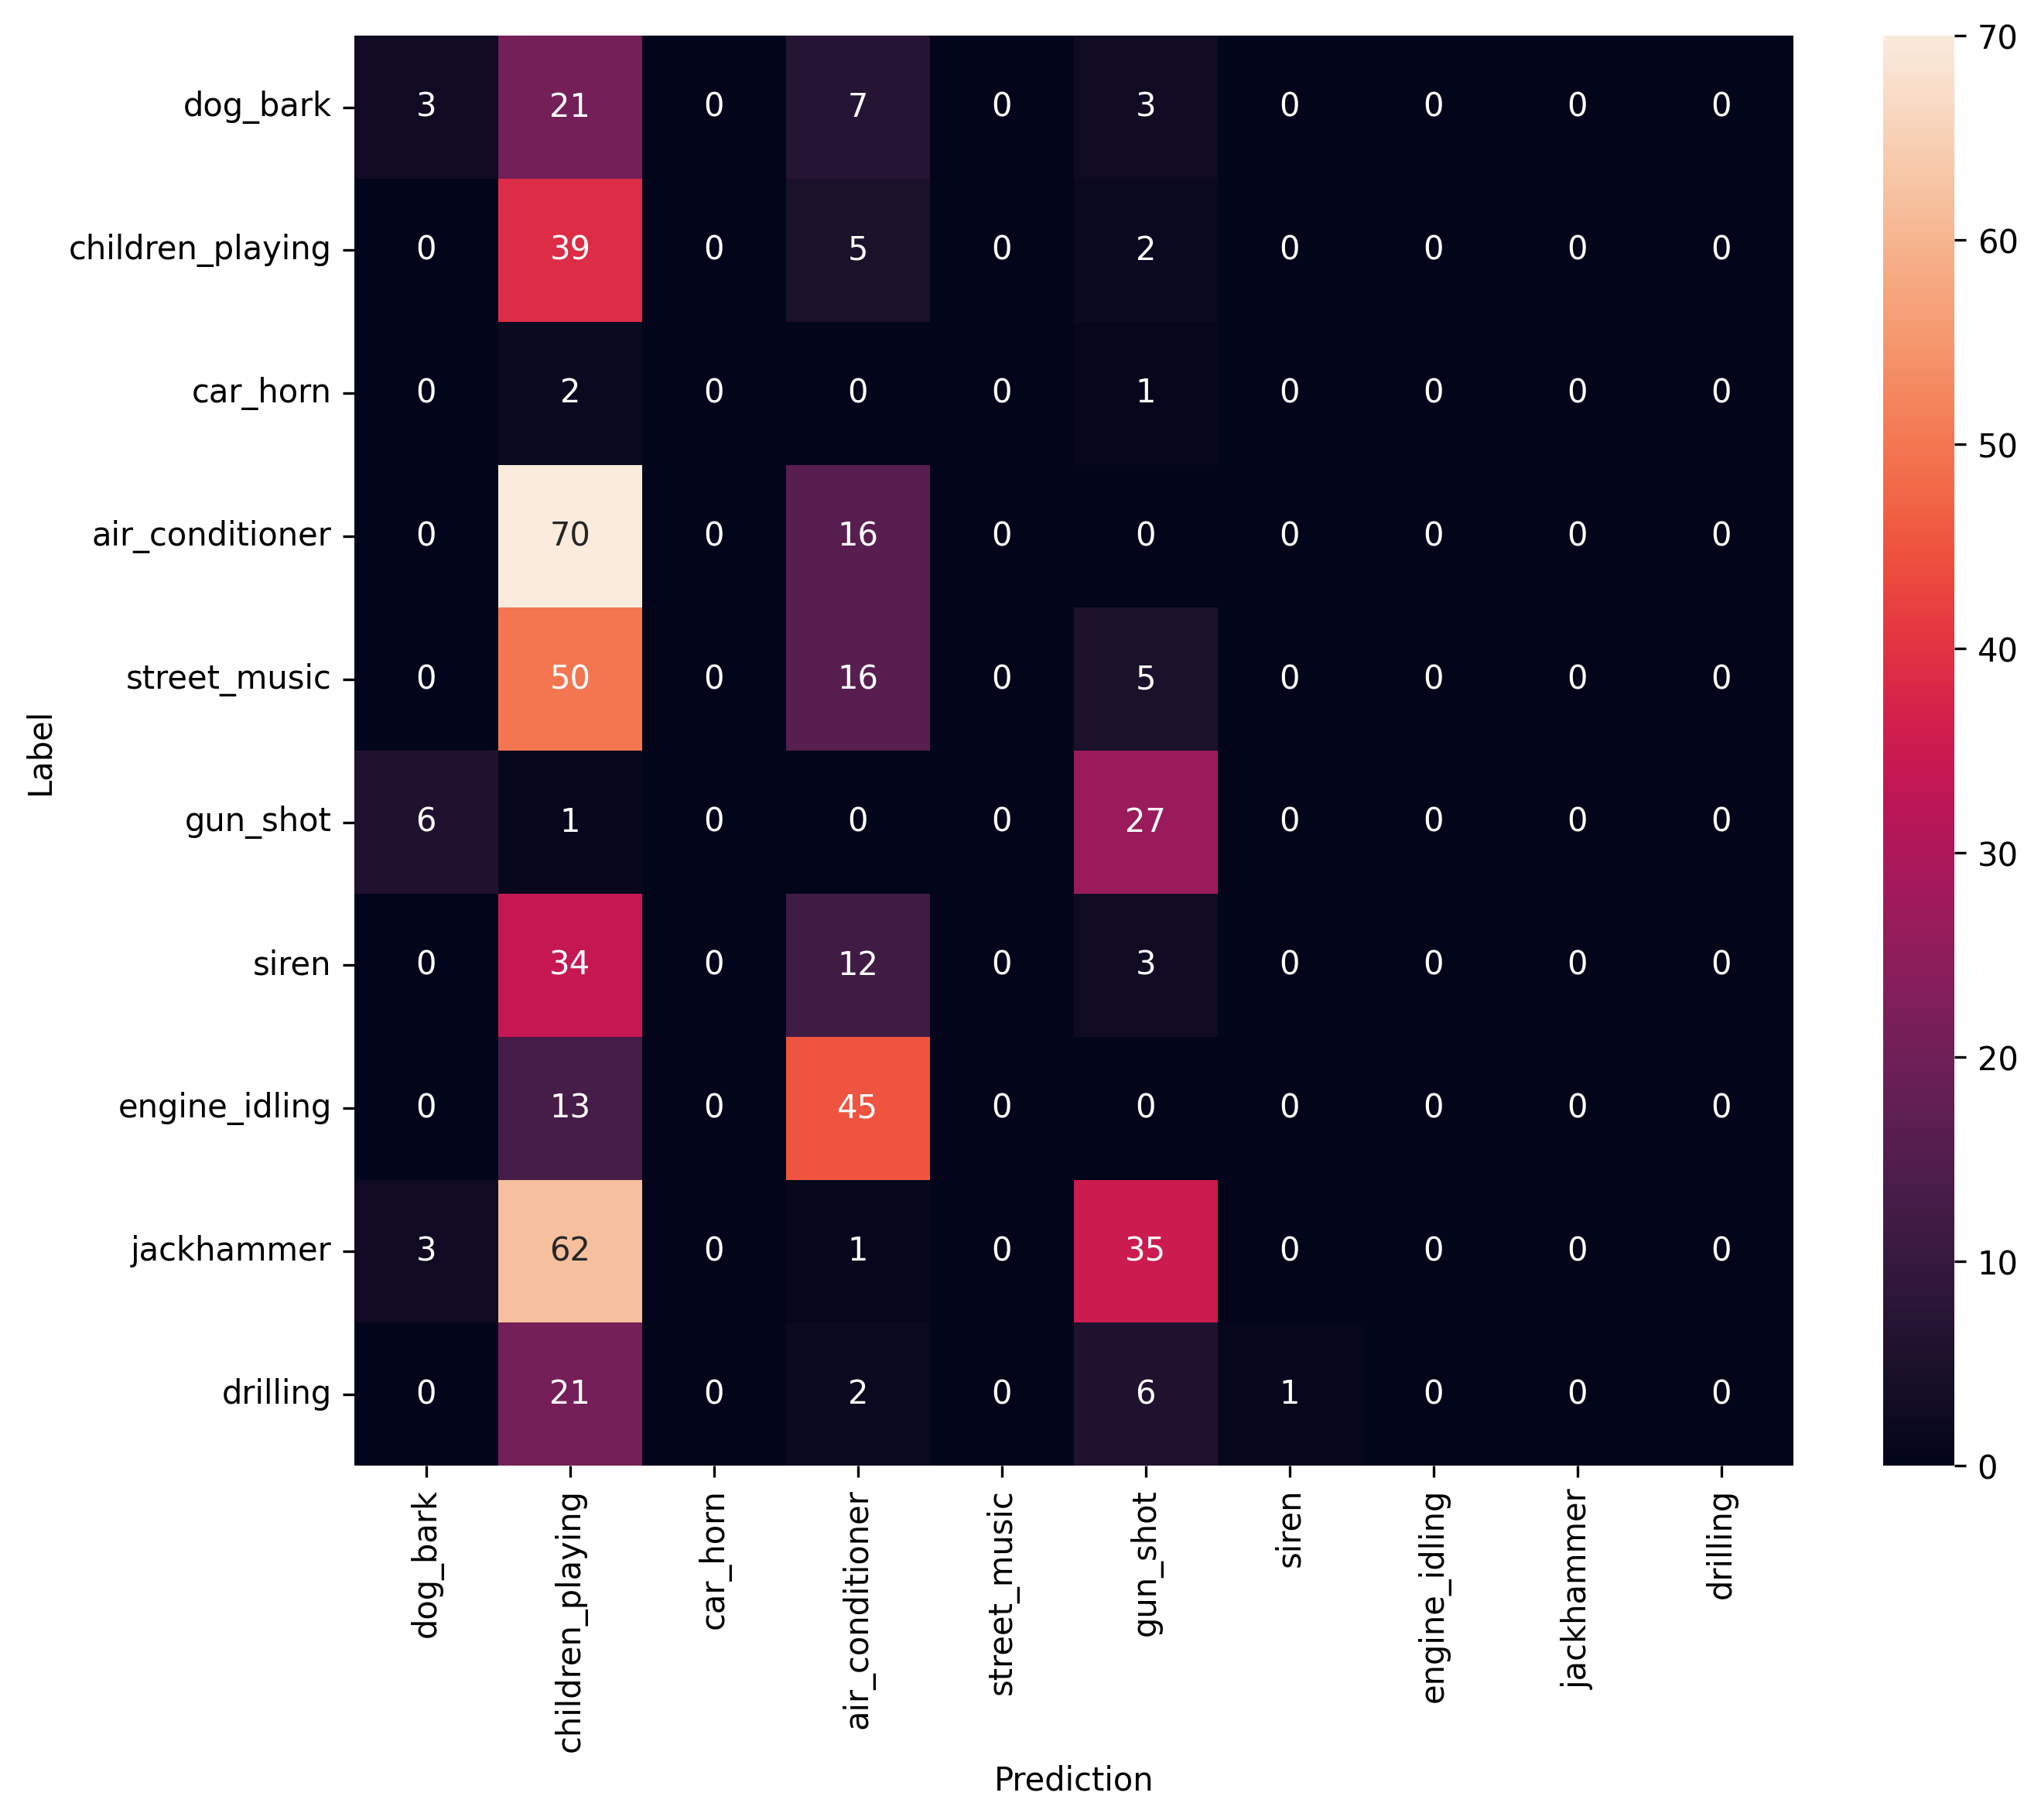 dog_bark 3 21 0 7 0 3 0 0 0 0
children_playing 0 39 0 5 0 2 0 0 0 0
car_horn 0 2 0 0 0 1 0 0 0 0
air_conditioner 0 70 0 16 0 0 0 0 0 0
street_music 0 50 0 16 0 5 0 0 0 0
gun_shot 6 1 0 0 0 27 0 0 0 0
siren 0 34 0 12 0 3 0 0 0 0
engine_idling 0 13 0 45 0 0 0 0 0 0
jackhammer 3 62 0 1 0 35 0 0 0 0
drilling 0 21 0 2 0 6 1 0 0 0
Label
dog_bark
children_playing
car_horn
air_conditioner
street_music
gun_shot
siren
engine_idling
jackhammer
drilling
Prediction
70
60
50
40
30
20
10
0